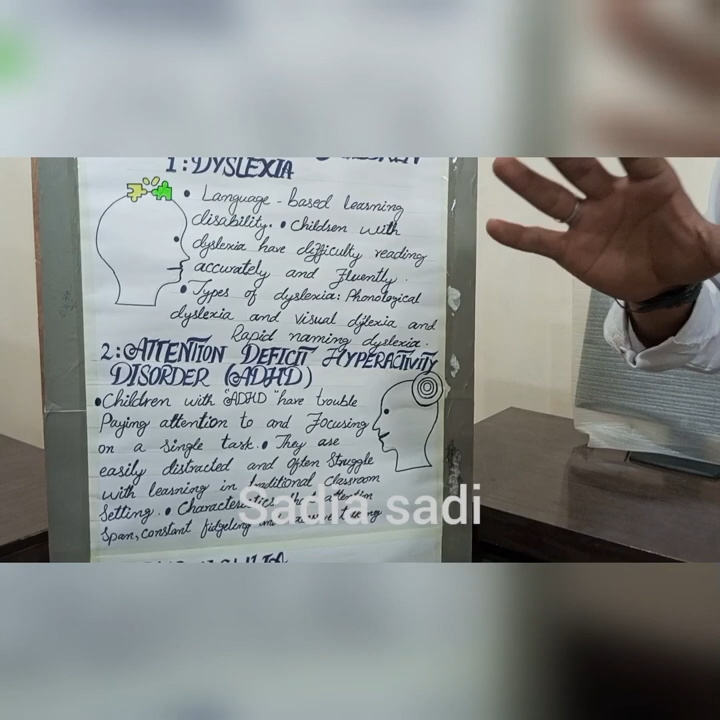 1:DYSLEXIA
• Language - based learning
disability. • Children with
dyslexia have difficulty reading
accurately and fluently.
• Types of dyslexia: Phonological
dyslexia and visual dylexia and
Rapid naming dyslexia.
2:ATTENTION DEFICIT HYPERACTIVITY
DISORDER (ADHD)
• Children with "ADHD" have trouble
Paying attention to and Focusing
on a single task. • They are
easily distracted and often Struggle
with learning in traditional classroom
Setting. • Characteristics attention
Span, constant fidgeting
Sadia sadi